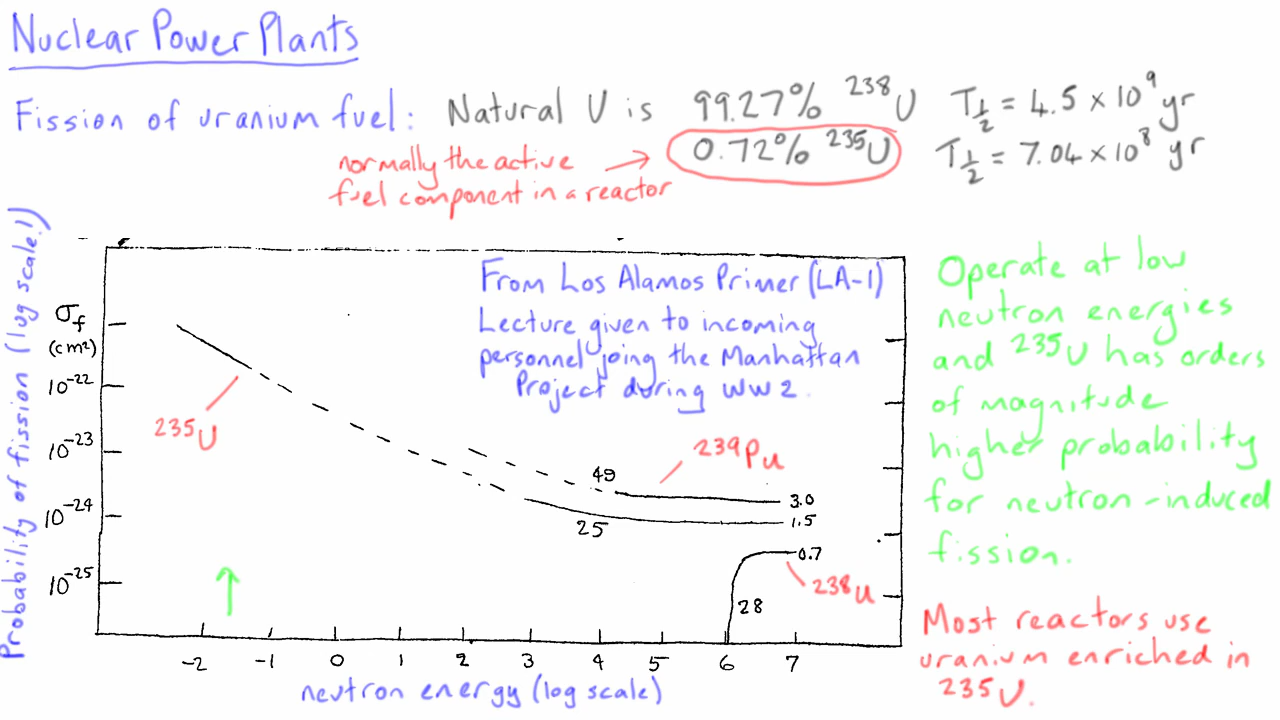 Nuclear Power Plants
Fission of uranium fuel: Natural U is 99.27% ²³⁸U T½ = 4.5 × 10⁹ yr
0.72% ²³⁵U T½ = 7.04 × 10⁸ yr
normally the active
fuel component in a reactor
Probability of fission (log scale!)
σf
(cm²)
10⁻²²
10⁻²³
10⁻²⁴
10⁻²⁵
From Los Alamos Primer (LA-1)
Lecture given to incoming
personnel joing the Manhattan
Project during WW2.
235U
239Pu
49
3.0
25
1.5
0.7
238U
28
-2 -1 0 1 2 3 4 5 6 7
neutron energy (log scale)
Operate at low
neutron energies
and ²³⁵U has orders
of magnitude
higher probability
for neutron-induced
fission.
Most reactors use
uranium enriched in
235U.